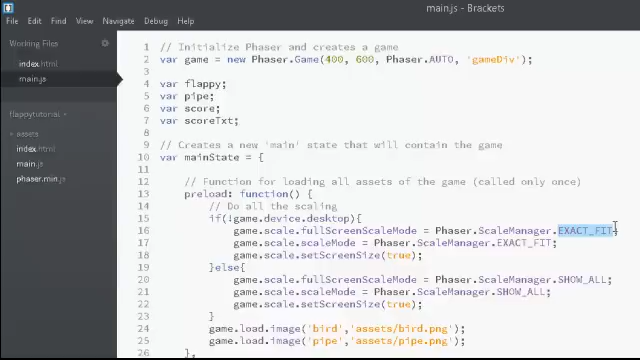 main.js - Brackets
File Edit Find View Navigate Debug Help
Working Files
index.html
main.js
flappytutorial
assets
index.html
main.js
phaser.min.js
1 // Initialize Phaser and creates a game
2 var game = new Phaser.Game(400, 600, Phaser.AUTO, 'gameDiv');
3
4 var flappy;
5 var pipe;
6 var score;
7 var scoreTxt;
8
9 // Creates a new 'main' state that will contain the game
10 var mainState = {
11
12 // Function for loading all assets of the game (called only once)
13 preload: function() {
14 // Do all the scaling
15 if(!game.device.desktop){
16 game.scale.fullScreenScaleMode = Phaser.ScaleManager.EXACT_FIT;
17 game.scale.scaleMode = Phaser.ScaleManager.EXACT_FIT;
18 game.scale.setScreenSize(true);
19 }else{
20 game.scale.fullScreenScaleMode = Phaser.ScaleManager.SHOW_ALL;
21 game.scale.scaleMode = Phaser.ScaleManager.SHOW_ALL;
22 game.scale.setScreenSize(true);
23 }
24 game.load.image('bird','assets/bird.png');
25 game.load.image('pipe','assets/pipe.png');
26 },